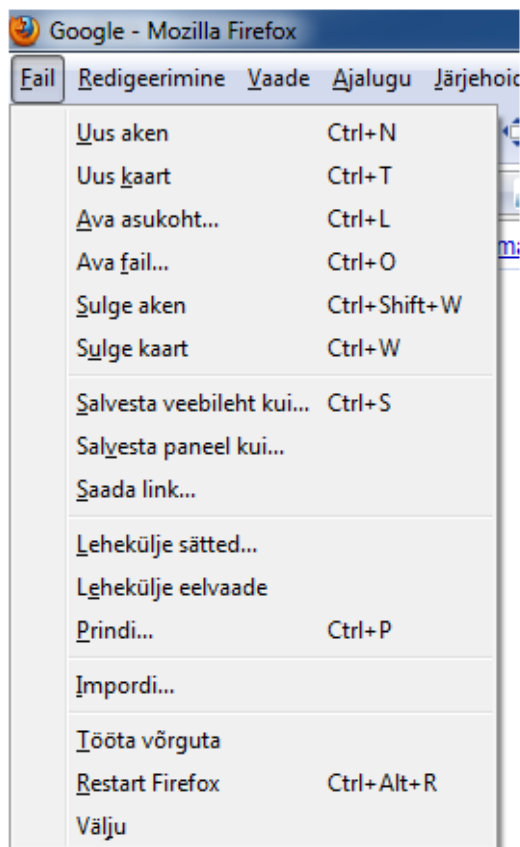 Google - Mozilla Firefox
Fail Redigeerimine Vaade Ajalugu
Uus aken Ctrl+N
Uus kaart Ctrl+T
Ava asukoht... Ctrl+L
Ava fail... Ctrl+O
Sulge aken Ctrl+Shift+W
Sulge kaart Ctrl+W
Salvesta veebileht kui... Ctrl+S
Salvesta paneel kui...
Saada link...
Lehekülje sätted...
Lehekülje eelvaade
Prindi... Ctrl+P
Impordi...
Tööta võrguta
Restart Firefox Ctrl+Alt+R
Välju